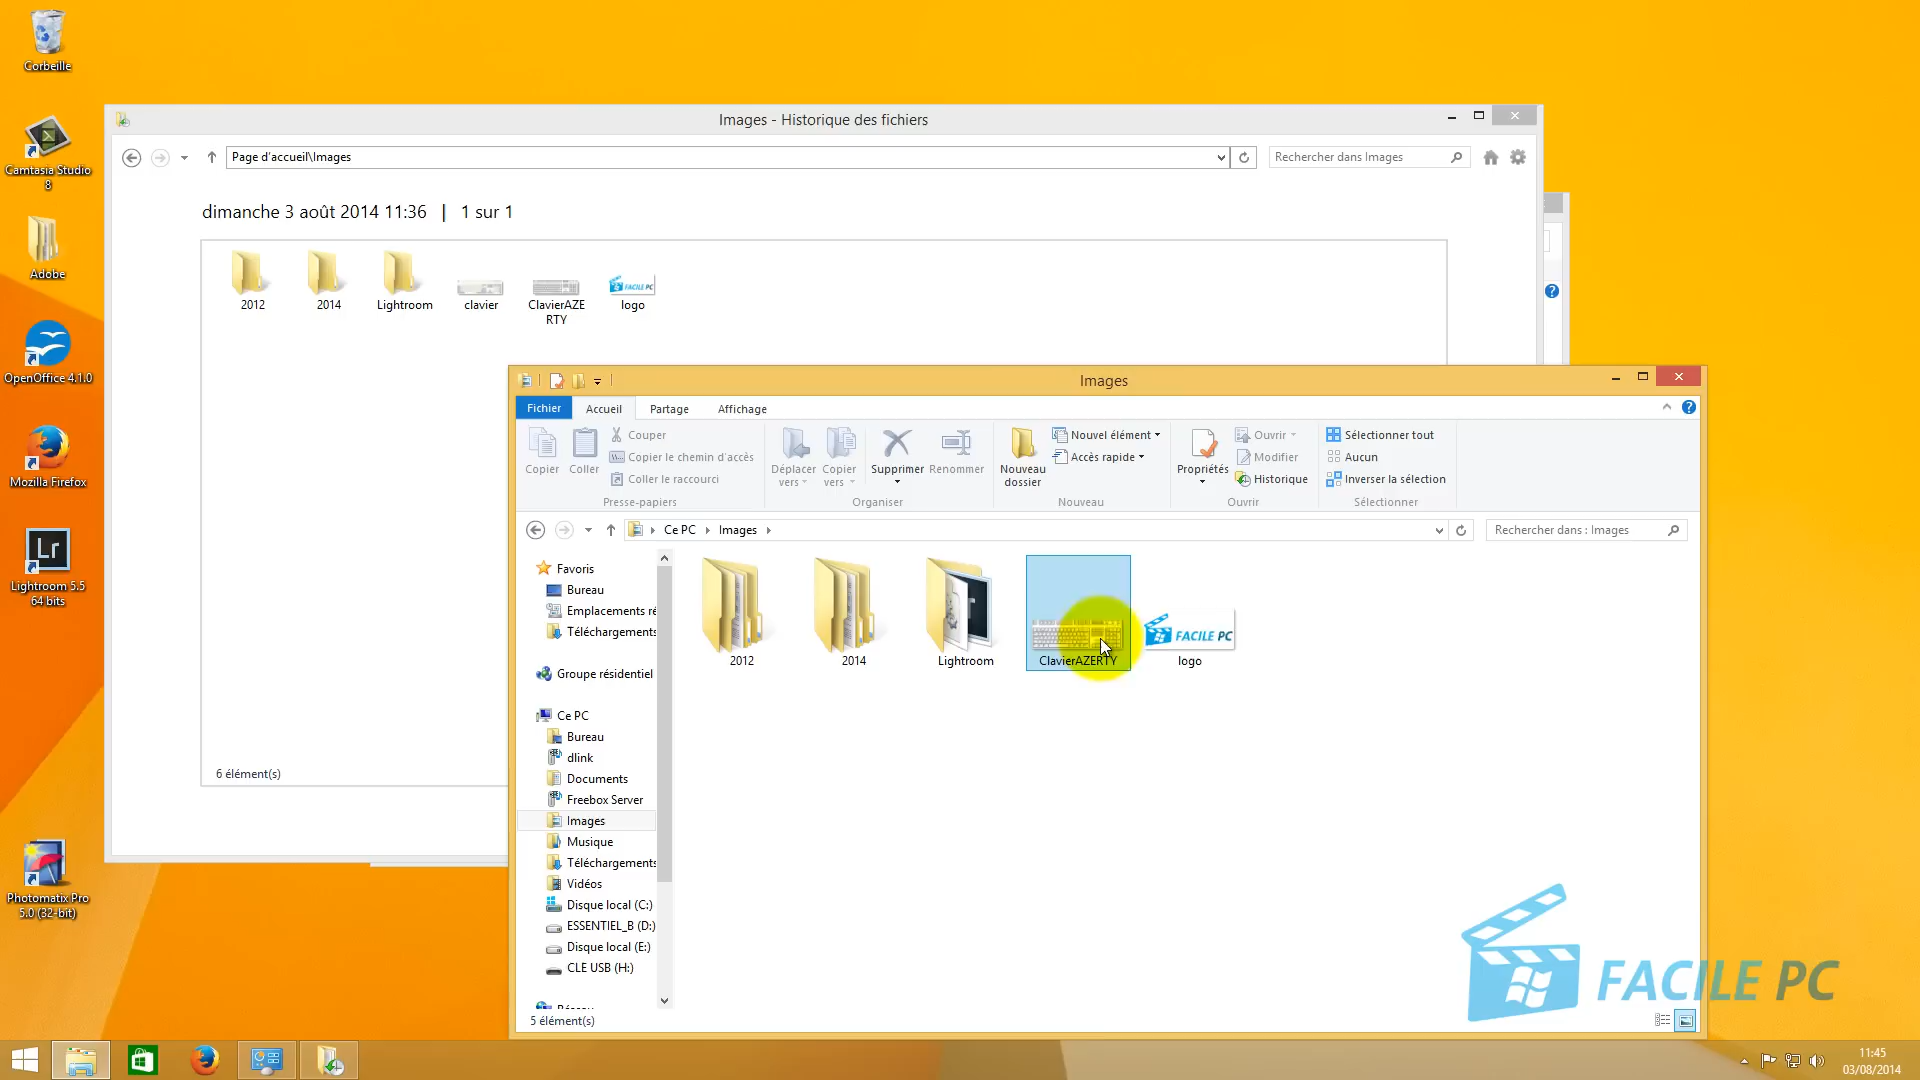 Corbeille
Camtasia Studio
8
Adobe
OpenOffice 4.1.0
Mozilla Firefox
Lr
Lightroom 5.5
64 bits
Photomatix Pro
5.0 (32-bit)
Images - Historique des fichiers
Page d'accueil\Images
Rechercher dans Images
dimanche 3 août 2014 11:36 | 1 sur 1
2012
2014
Lightroom
clavier
ClavierAZE
RTY
FACILE PC
logo
6 élément(s)
Images
Fichier
Accueil
Partage
Affichage
Copier
Coller
Couper
Copier le chemin d'accès
Coller le raccourci
Presse-papiers
Déplacer
vers
Copier
vers
Supprimer
Renommer
Organiser
Nouveau
dossier
Nouvel élément
Accès rapide
Nouveau
Propriétés
Ouvrir
Modifier
Historique
Ouvrir
Sélectionner tout
Aucun
Inverser la sélection
Sélectionner
Ce PC
Images
Rechercher dans : Images
Favoris
Bureau
Emplacements ré
Téléchargements
Groupe résidentiel
Ce PC
Bureau
dlink
Documents
Freebox Server
Images
Musique
Téléchargements
Vidéos
Disque local (C:)
ESSENTIEL_B (D:)
Disque local (E:)
CLE USB (H:)
2012
2014
Lightroom
ClavierAZERTY
FACILE PC
logo
5 élément(s)
FACILE PC
11:45
03/08/2014